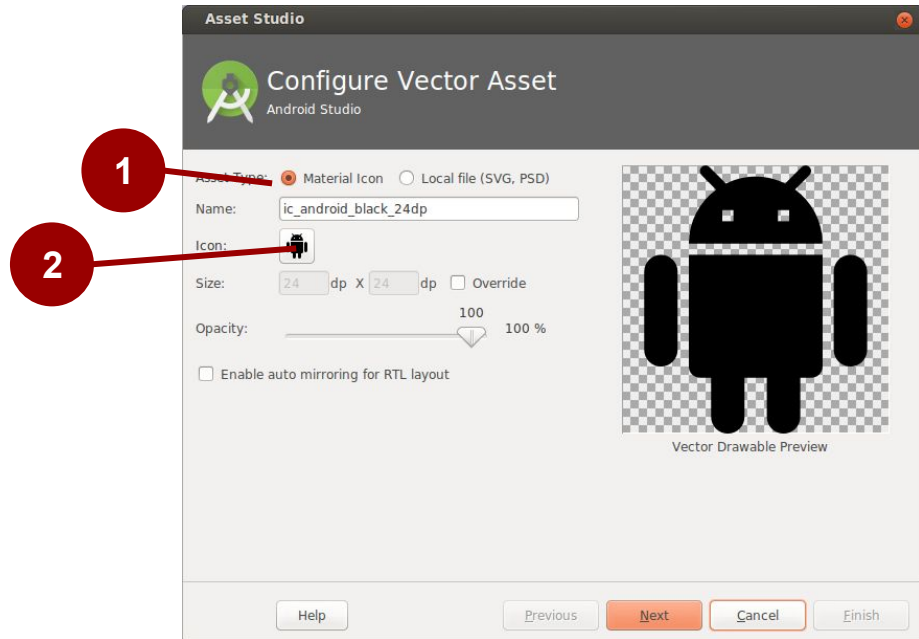 Asset Studio
Configure Vector Asset
Android Studio
1
Asset Type: Material Icon Local file (SVG, PSD)
Name: ic_android_black_24dp
2
Icon:
Size: 24 dp X 24 dp Override
100
Opacity: 100 %
Enable auto mirroring for RTL layout
Vector Drawable Preview
Help Previous Next Cancel Finish